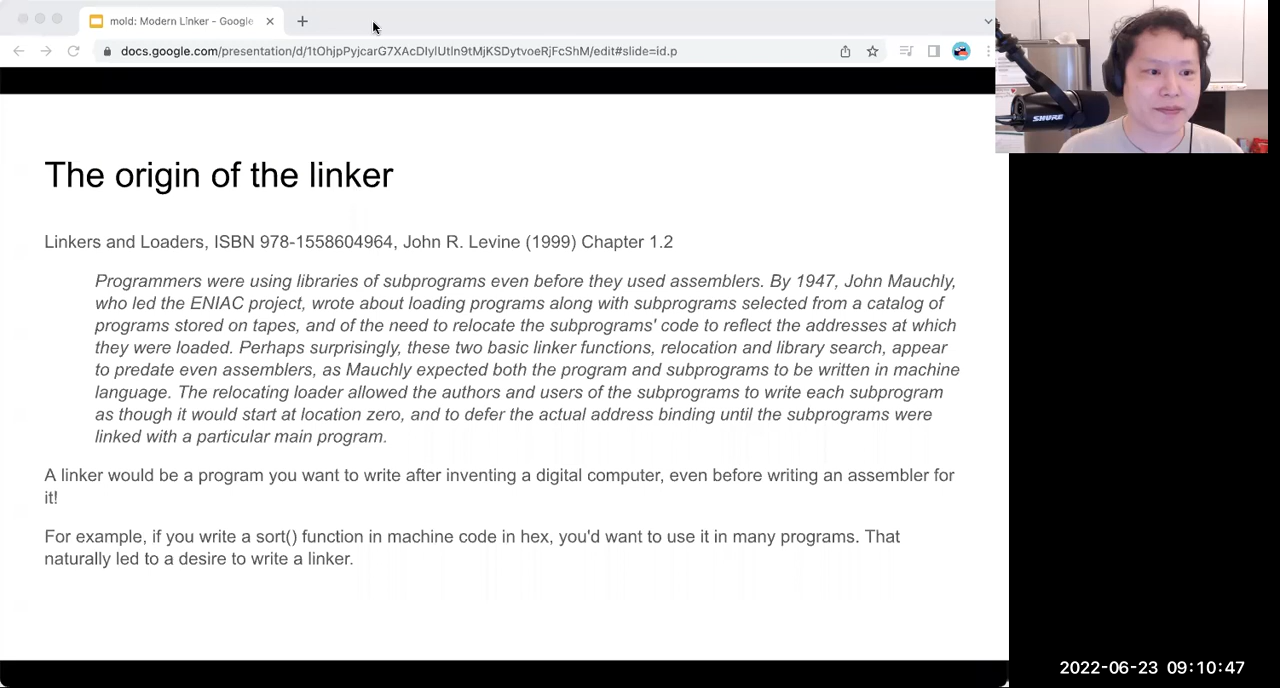 mold: Modern Linker - Google
docs.google.com/presentation/d/1tOhjpPyjcarG7XAcDIylUtIn9tMjKSDytvoeRjFcShM/edit#slide=id.p
SHURE
The origin of the linker
Linkers and Loaders, ISBN 978-1558604964, John R. Levine (1999) Chapter 1.2
Programmers were using libraries of subprograms even before they used assemblers. By 1947, John Mauchly,
who led the ENIAC project, wrote about loading programs along with subprograms selected from a catalog of
programs stored on tapes, and of the need to relocate the subprograms' code to reflect the addresses at which
they were loaded. Perhaps surprisingly, these two basic linker functions, relocation and library search, appear
to predate even assemblers, as Mauchly expected both the program and subprograms to be written in machine
language. The relocating loader allowed the authors and users of the subprograms to write each subprogram
as though it would start at location zero, and to defer the actual address binding until the subprograms were
linked with a particular main program.
A linker would be a program you want to write after inventing a digital computer, even before writing an assembler for
it!
For example, if you write a sort() function in machine code in hex, you'd want to use it in many programs. That
naturally led to a desire to write a linker.
2022-06-23 09:10:47